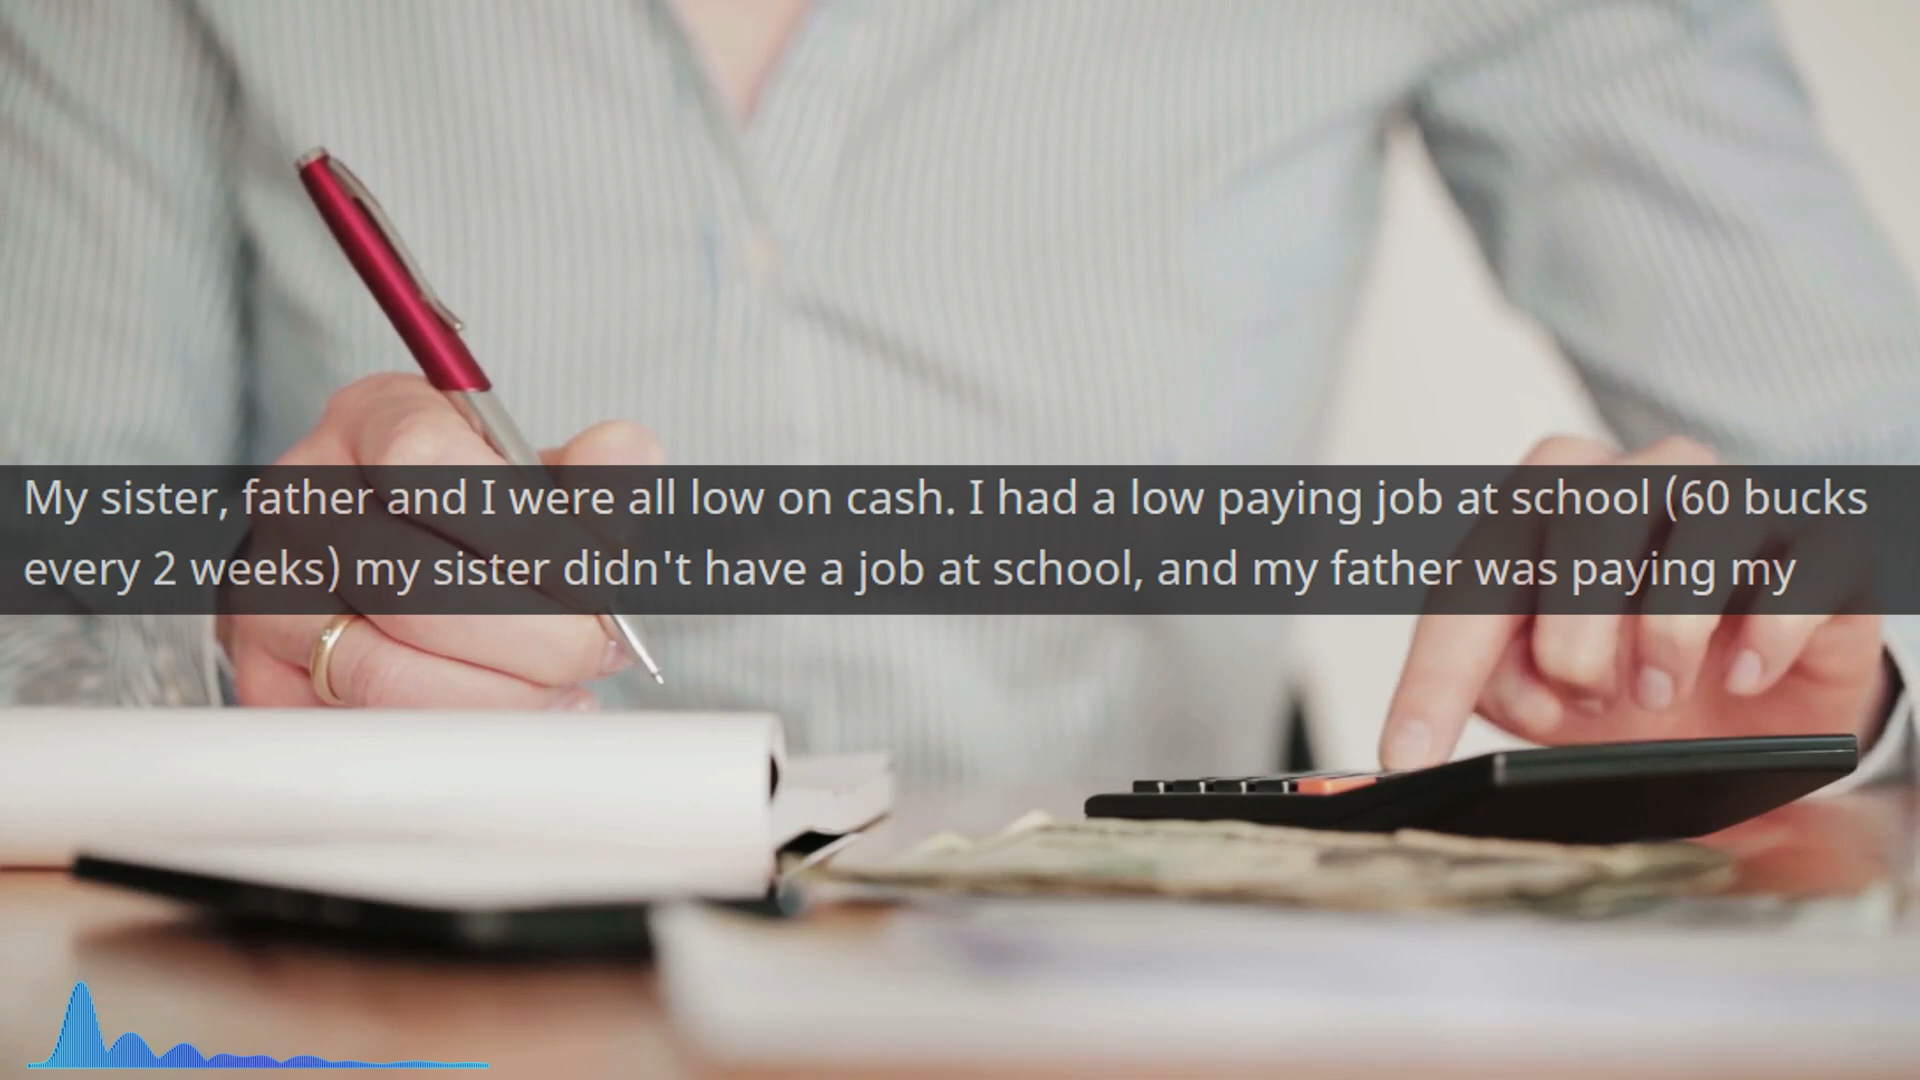 My sister, father and I were all low on cash. I had a low paying job at school (60 bucks
every 2 weeks) my sister didn't have a job at school, and my father was paying my